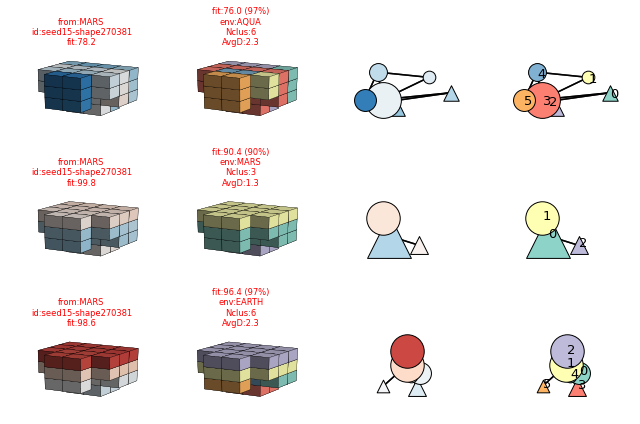 from:MARS
id:seed15-shape270381
fit:78.2
fit:76.0 (97%)
env:AQUA
Nclus:6
AvgD:2.3
4
1
0
5
3
2
from:MARS
id:seed15-shape270381
fit:99.8
fit:90.4 (90%)
env:MARS
Nclus:3
AvgD:1.3
1
0
2
from:MARS
id:seed15-shape270381
fit:98.6
fit:96.4 (97%)
env:EARTH
Nclus:6
AvgD:2.3
2
1
0
4
5
3